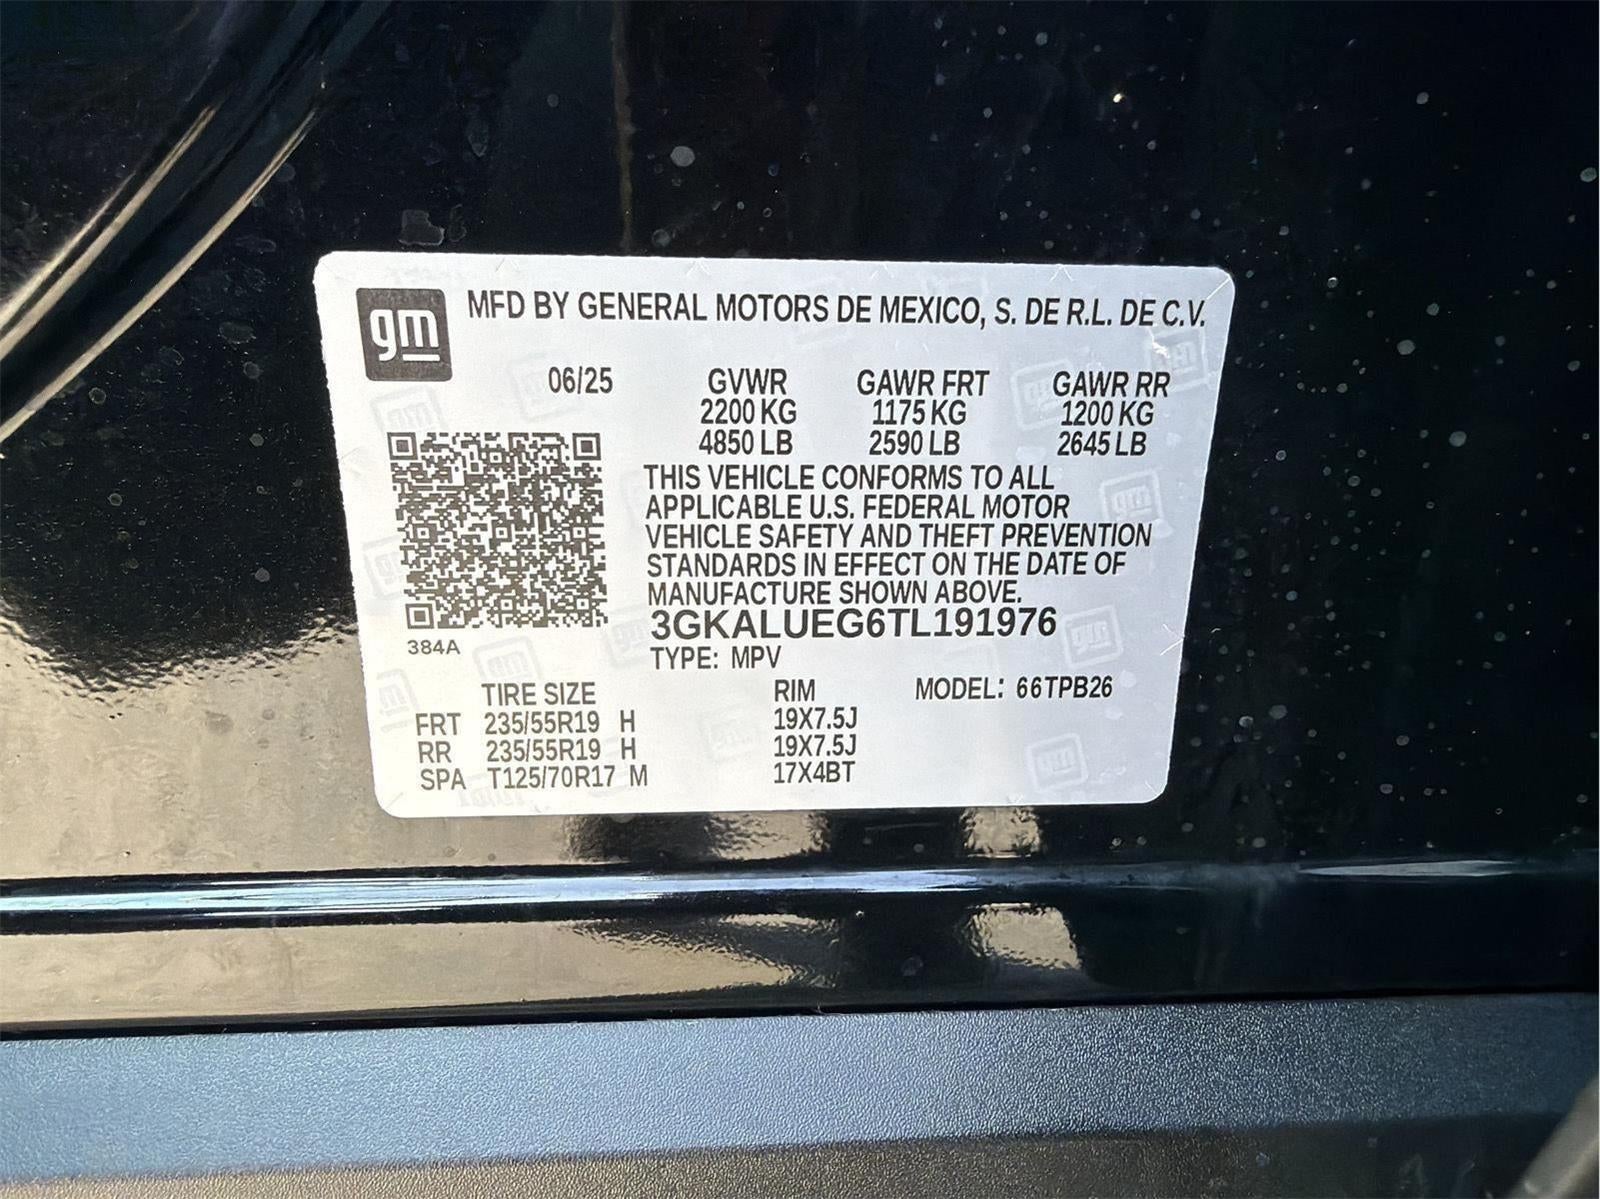 gm MFD BY GENERAL MOTORS DE MEXICO, S. DE R.L. DE C.V.
06/25 GVWR GAWR FRT GAWR RR
2200 KG 1175 KG 1200 KG
4850 LB 2590 LB 2645 LB
THIS VEHICLE CONFORMS TO ALL
APPLICABLE U.S. FEDERAL MOTOR
VEHICLE SAFETY AND THEFT PREVENTION
STANDARDS IN EFFECT ON THE DATE OF
MANUFACTURE SHOWN ABOVE.
3GKALUEG6TL191976
384A
TYPE: MPV
TIRE SIZE RIM MODEL: 66TPB26
FRT 235/55R19 H 19X7.5J
RR 235/55R19 H 19X7.5J
SPA T125/70R17 M 17X4BT